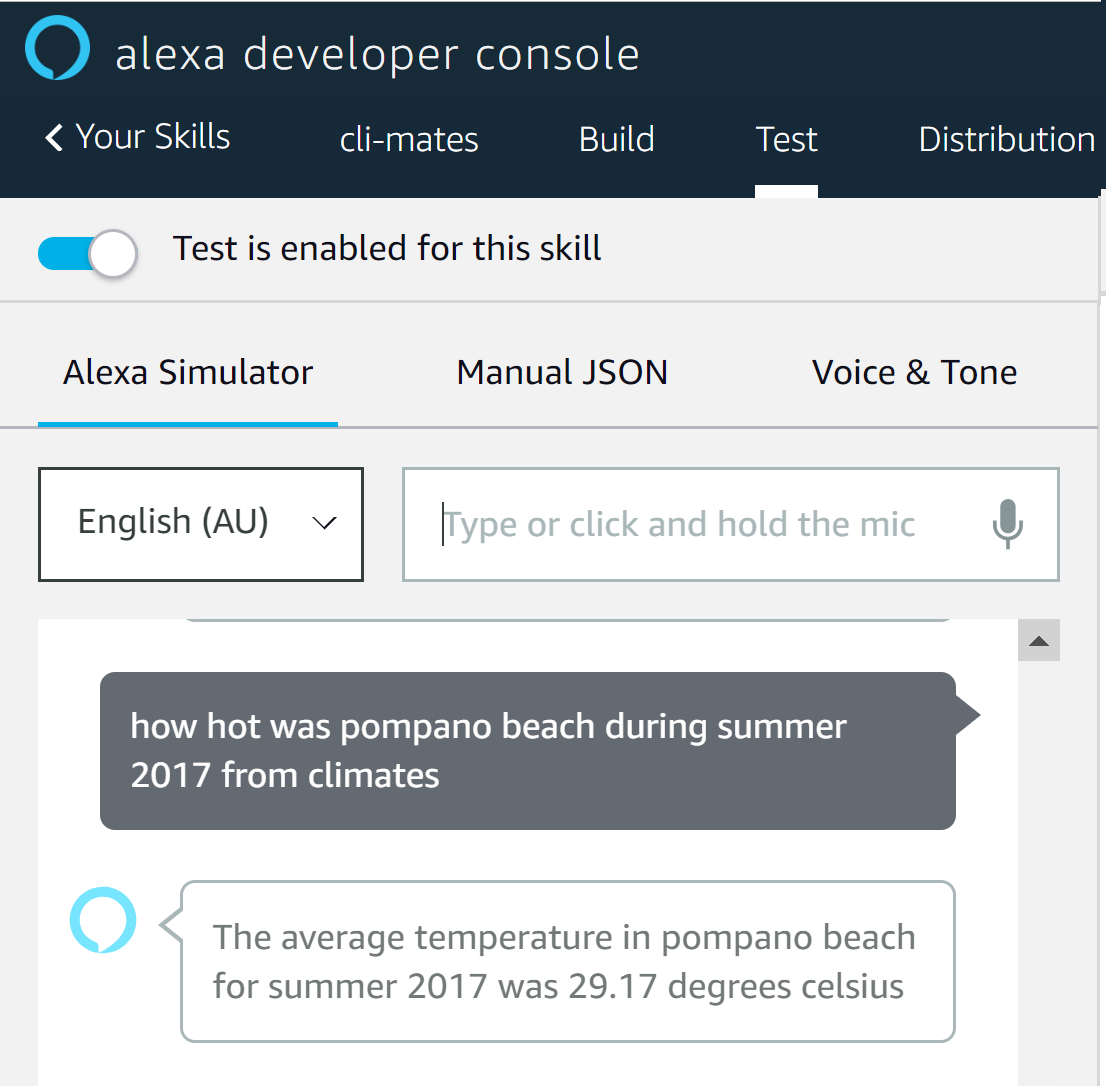 alexa developer console
Your Skills cli-mates Build Test Distribution
Test is enabled for this skill
Alexa Simulator Manual JSON Voice & Tone
English (AU) Type or click and hold the mic
how hot was pompano beach during summer
2017 from climates
The average temperature in pompano beach
for summer 2017 was 29.17 degrees celsius